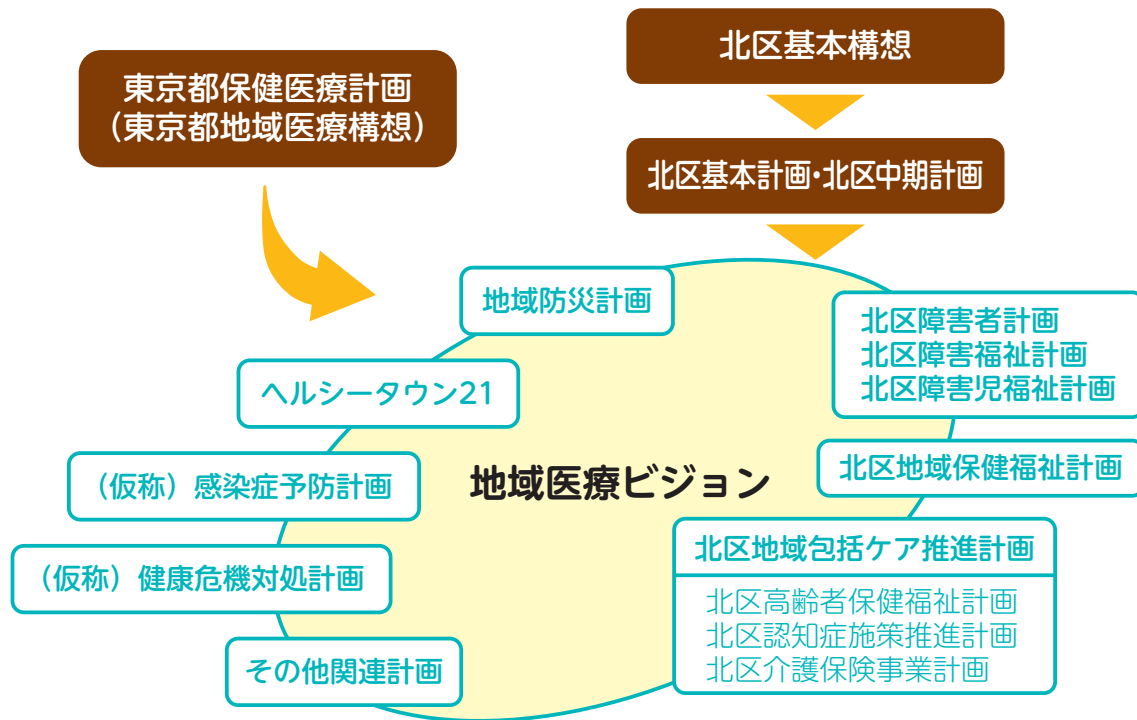 北区基本構想
東京都保健医療計画
（東京都地域医療構想）
北区基本計画・北区中期計画
地域防災計画
北区障害者計画
北区障害福祉計画
北区障害児福祉計画
ヘルシータウン21
（仮称）感染症予防計画
地域医療ビジョン
北区地域保健福祉計画
（仮称）健康危機対処計画
北区地域包括ケア推進計画
北区高齢者保健福祉計画
北区認知症施策推進計画
北区介護保険事業計画
その他関連計画